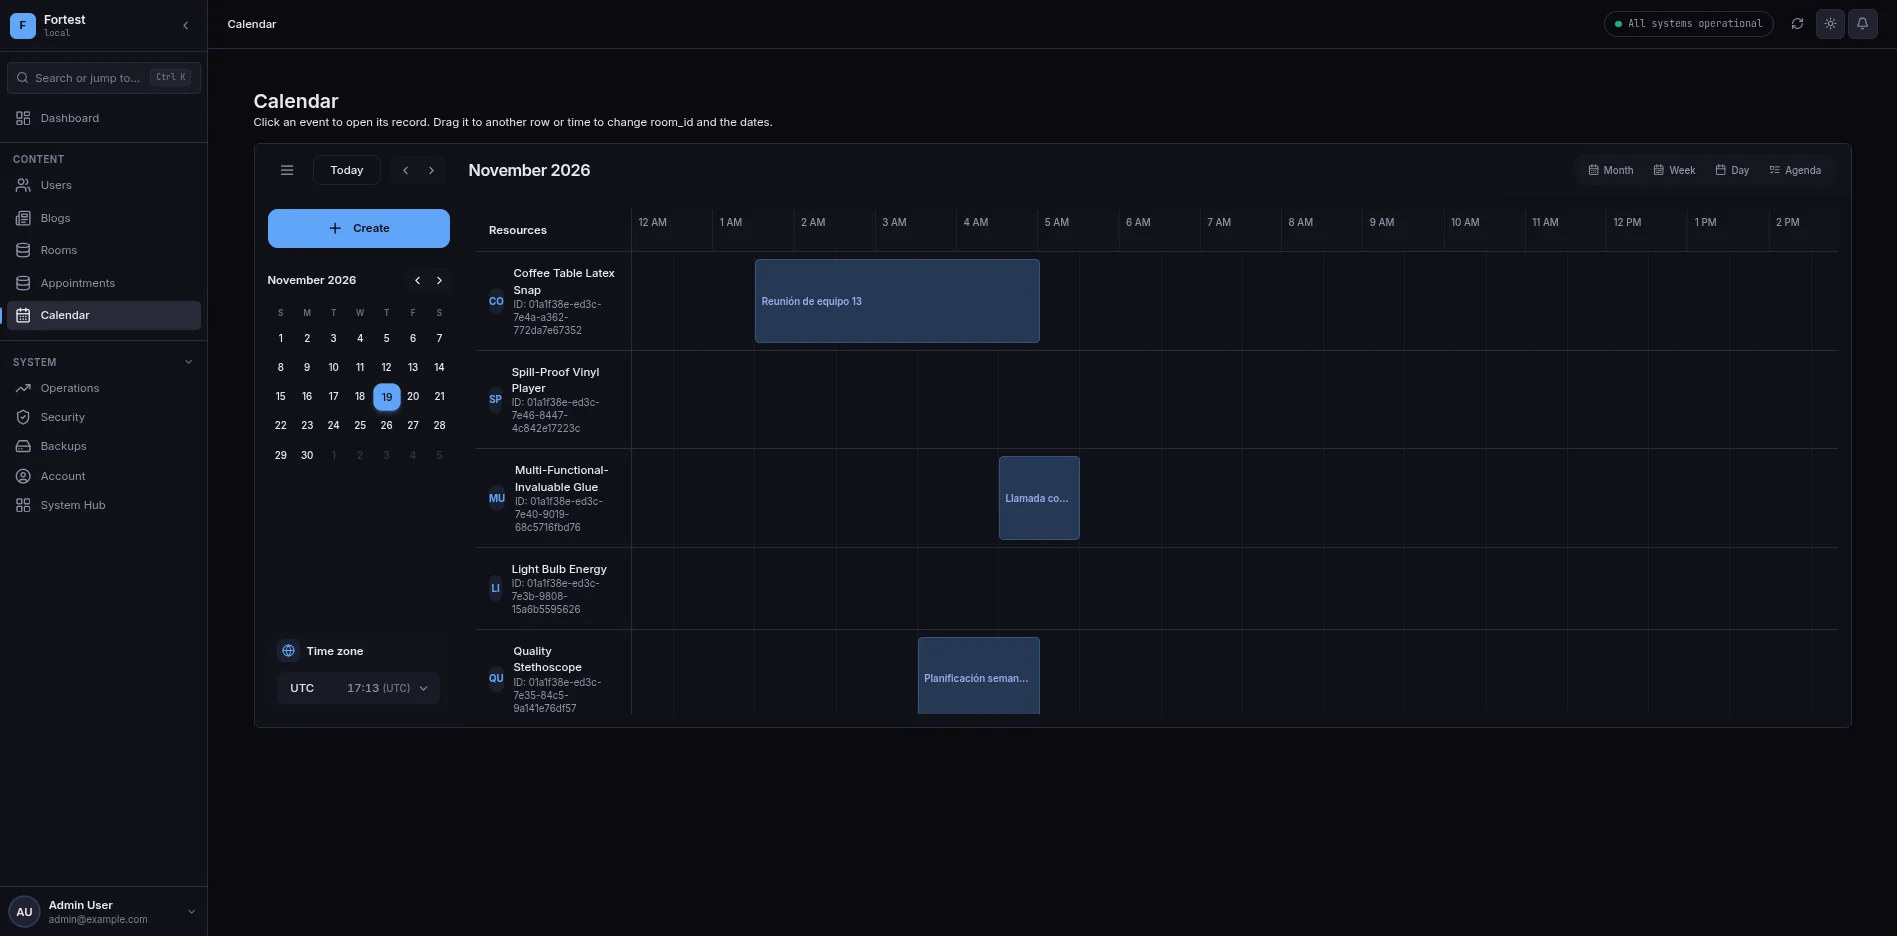 F
Fortest
local
Search or jump to...
Ctrl K
Dashboard
CONTENT
Users
Blogs
Rooms
Appointments
Calendar
SYSTEM
Operations
Security
Backups
Account
System Hub
AU
Admin User
admin@example.com
Calendar
All systems operational
Calendar
Click an event to open its record. Drag it to another row or time to change room_id and the dates.
Today
November 2026
Month
Week
Day
Agenda
Create
November 2026
S M T W T F S
1 2 3 4 5 6 7
8 9 10 11 12 13 14
15 16 17 18 19 20 21
22 23 24 25 26 27 28
29 30 1 2 3 4 5
Time zone
UTC 17:13 (UTC)
Resources
12 AM 1 AM 2 AM 3 AM 4 AM 5 AM 6 AM 7 AM 8 AM 9 AM 10 AM 11 AM 12 PM 1 PM 2 PM
CO
Coffee Table Latex
Snap
ID: 01a1f38e-ed3c-
7e4a-a362-
772da7e67352
Reunión de equipo 13
SP
Spill-Proof Vinyl
Player
ID: 01a1f38e-ed3c-
7e46-8447-
4c842e17223c
MU
Multi-Functional-
Invaluable Glue
ID: 01a1f38e-ed3c-
7e40-9019-
68c5716fbd76
Llamada co...
LI
Light Bulb Energy
ID: 01a1f38e-ed3c-
7e3b-9808-
15a6b5595626
QU
Quality
Stethoscope
ID: 01a1f38e-ed3c-
7e35-84c5-
9a141e76df57
Planificación seman...